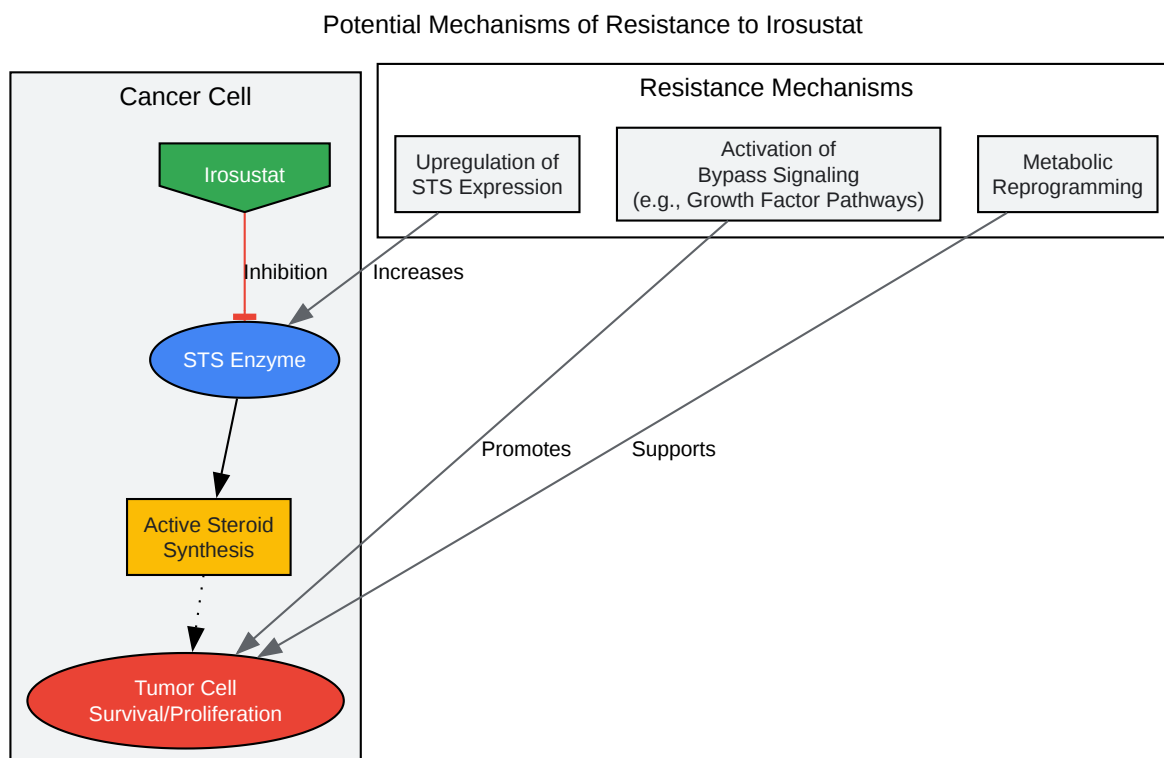 Potential Mechanisms of Resistance to Irosustat
Cancer Cell
Resistance Mechanisms
Irosustat
Upregulation of
STS Expression
Activation of
Bypass Signaling
(e.g., Growth Factor Pathways)
Metabolic
Reprogramming
Inhibition
Increases
STS Enzyme
Promotes
Supports
Active Steroid
Synthesis
Tumor Cell
Survival/Proliferation